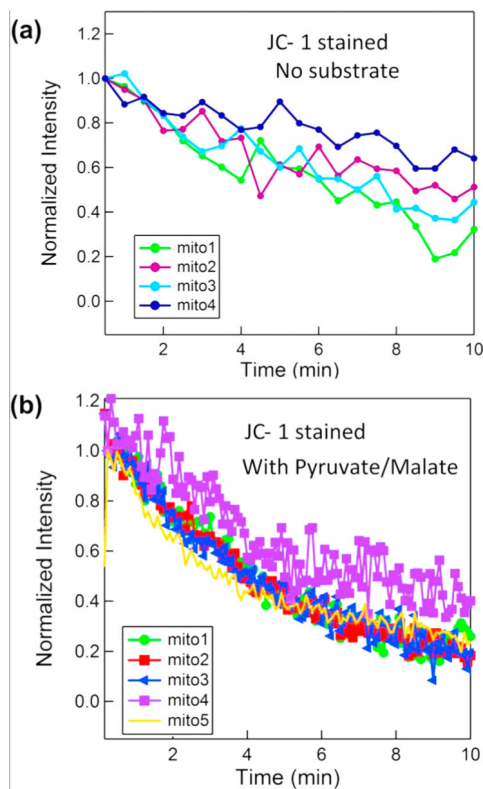 (a)
JC- 1 stained
No substrate
Normalized Intensity
1.2
1.0
0.8
0.6
0.4
0.2
0.0
mito1
mito2
mito3
mito4
2
4
6
8
10
Time (min)
(b)
JC- 1 stained
With Pyruvate/Malate
Normalized Intensity
1.2
1.0
0.8
0.6
0.4
0.2
0.0
mito1
mito2
mito3
mito4
mito5
2
4
6
8
10
Time (min)